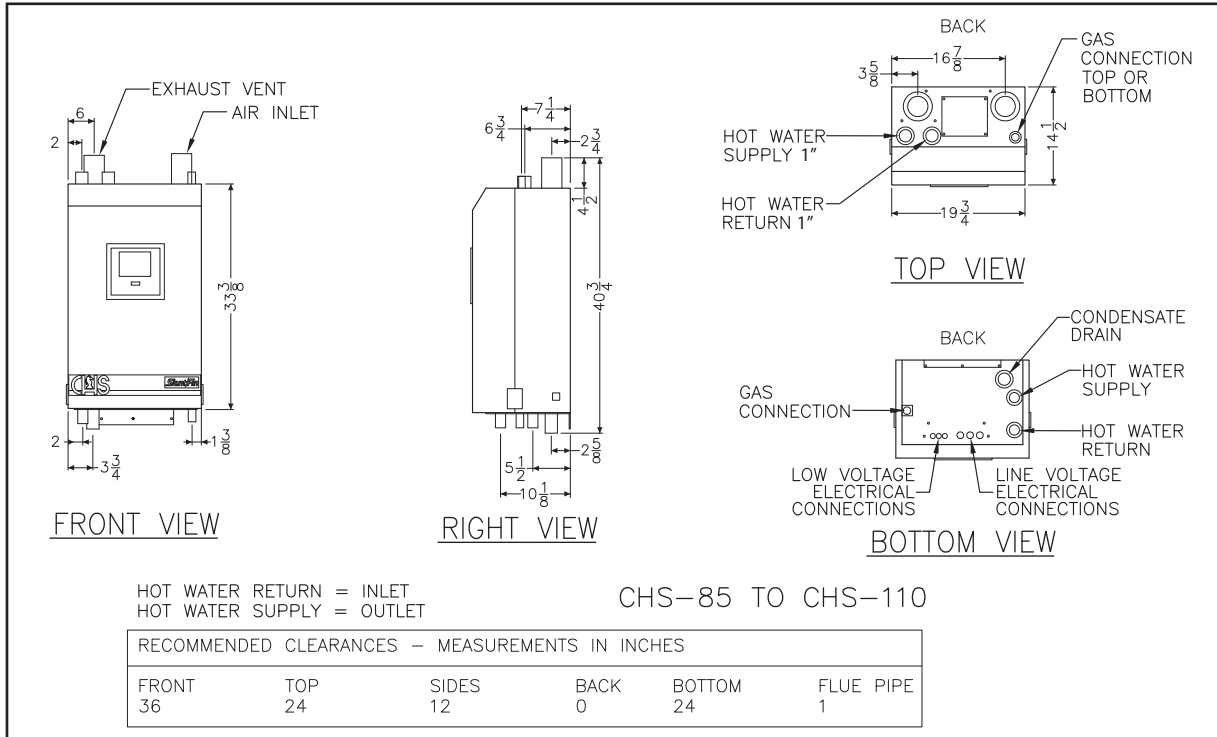 EXHAUST VENT
AIR INLET
6
2
33 3/8
CHS
Slant/Fin
2
3 3/4
1 3/8
FRONT VIEW
7 1/4
6 3/4
2 3/4
4 1/2
40 3/4
2 5/8
5 1/2
10 1/8
RIGHT VIEW
BACK
16 7/8
3 5/8
GAS
CONNECTION
TOP OR
BOTTOM
HOT WATER
SUPPLY 1"
14 1/2
HOT WATER
RETURN 1"
19 3/4
TOP VIEW
BACK
CONDENSATE
DRAIN
HOT WATER
SUPPLY
GAS
CONNECTION
HOT WATER
RETURN
LOW VOLTAGE
ELECTRICAL
CONNECTIONS
LINE VOLTAGE
ELECTRICAL
CONNECTIONS
BOTTOM VIEW
HOT WATER RETURN = INLET
HOT WATER SUPPLY = OUTLET
CHS-85 TO CHS-110
RECOMMENDED CLEARANCES - MEASUREMENTS IN INCHES
FRONT TOP SIDES BACK BOTTOM FLUE PIPE
36 24 12 0 24 1